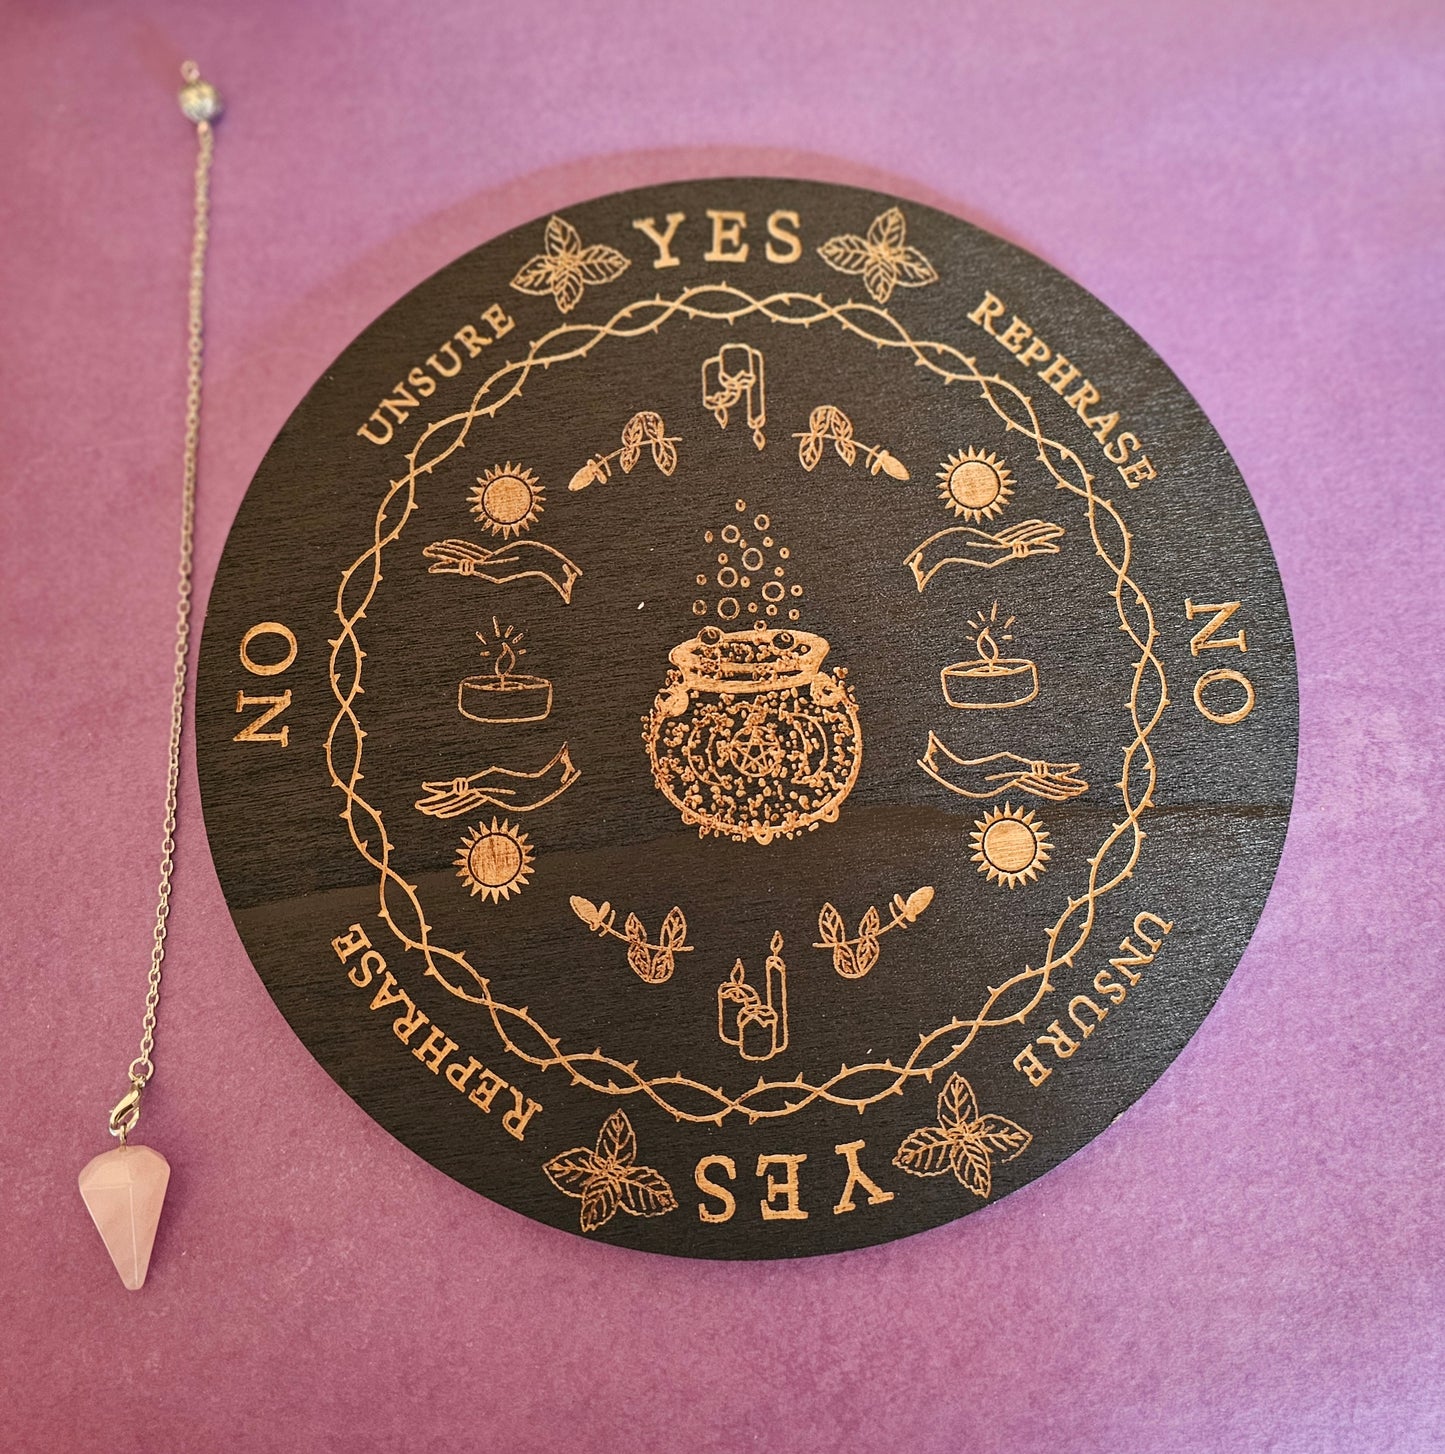 YES
REPHRASE
NO
UNSURE
YES
REPHRASE
NO
UNSURE